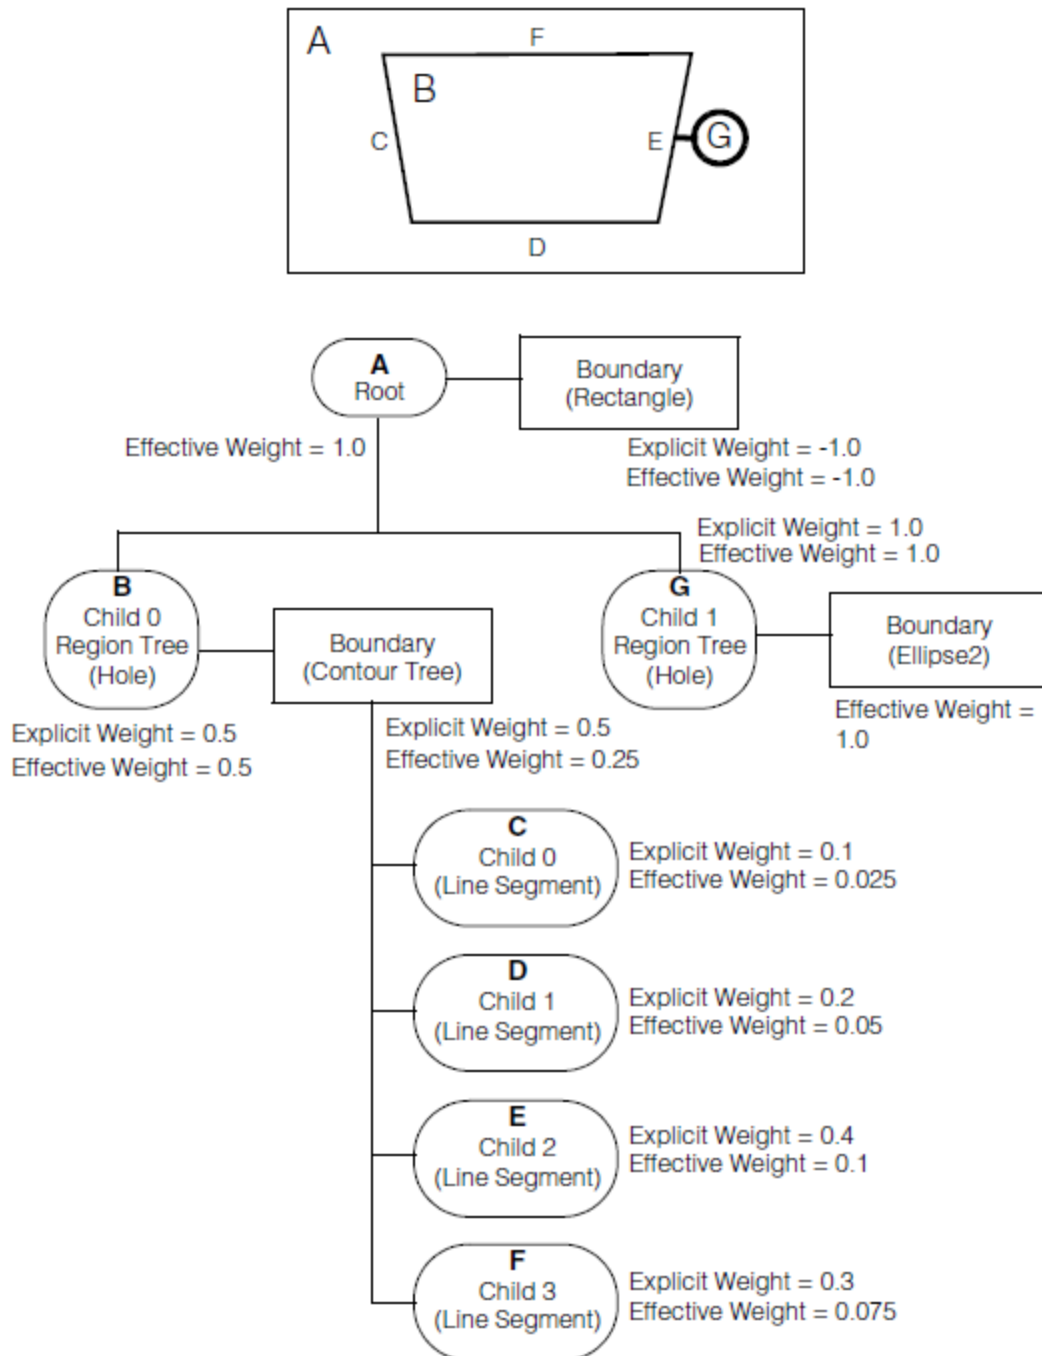 A
F
B
C
E
G
D
A
Root
Boundary
(Rectangle)
Effective Weight = 1.0
Explicit Weight = -1.0
Effective Weight = -1.0
Explicit Weight = 1.0
Effective Weight = 1.0
B
Child 0
Region Tree
(Hole)
Boundary
(Contour Tree)
G
Child 1
Region Tree
(Hole)
Boundary
(Ellipse2)
Effective Weight =
1.0
Explicit Weight = 0.5
Effective Weight = 0.5
Explicit Weight = 0.5
Effective Weight = 0.25
C
Child 0
(Line Segment)
Explicit Weight = 0.1
Effective Weight = 0.025
D
Child 1
(Line Segment)
Explicit Weight = 0.2
Effective Weight = 0.05
E
Child 2
(Line Segment)
Explicit Weight = 0.4
Effective Weight = 0.1
F
Child 3
(Line Segment)
Explicit Weight = 0.3
Effective Weight = 0.075